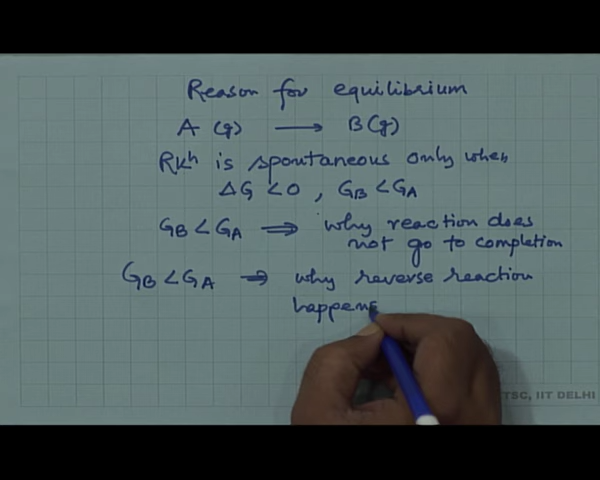 Reason for equilibrium
A (g) ⟶ B(g)
Rxn is spontaneous only when
ΔG < 0 , GB < GA
GB < GA ⟹ why reaction does
not go to completion
GB < GA ⟹ why reverse reaction
happens
TSC, IIT DELHI